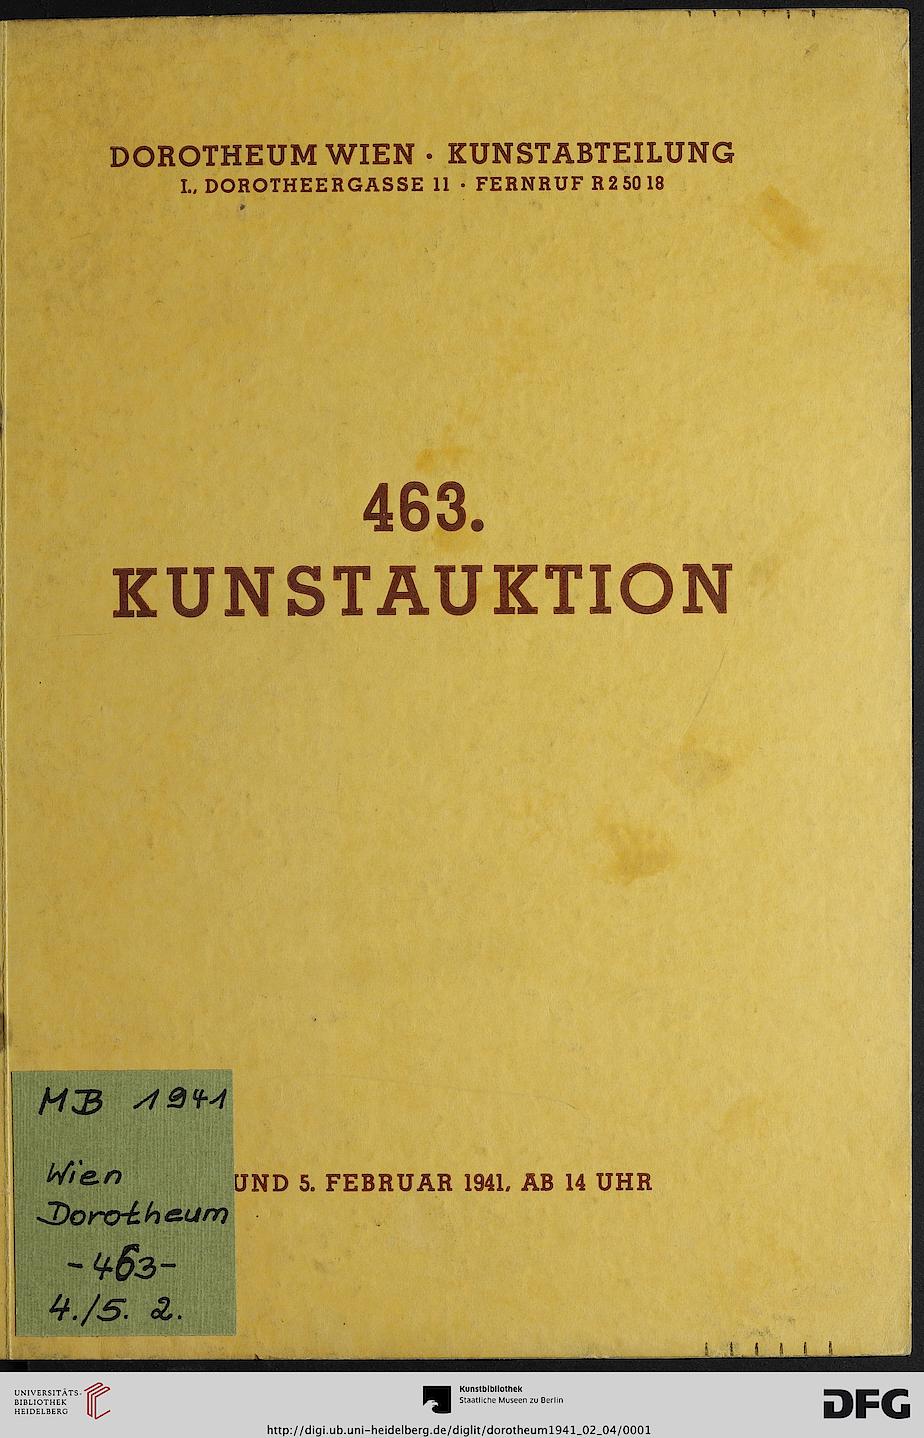 DOROTHEUM WIEN · KUNSTABTEILUNG
I., DOROTHEERGASSE 11 · FERNRUF R 2 50 18
463.
KUNSTAUKTION
UND 5. FEBRUAR 1941, AB 14 UHR
MB 1941
Wien
Dorotheum
-463-
4./5. 2.
UNIVERSITÄTS-
BIBLIOTHEK
HEIDELBERG
Kunstbibliothek
Staatliche Museen zu Berlin
DFG
http://digi.ub.uni-heidelberg.de/diglit/dorotheum1941_02_04/0001